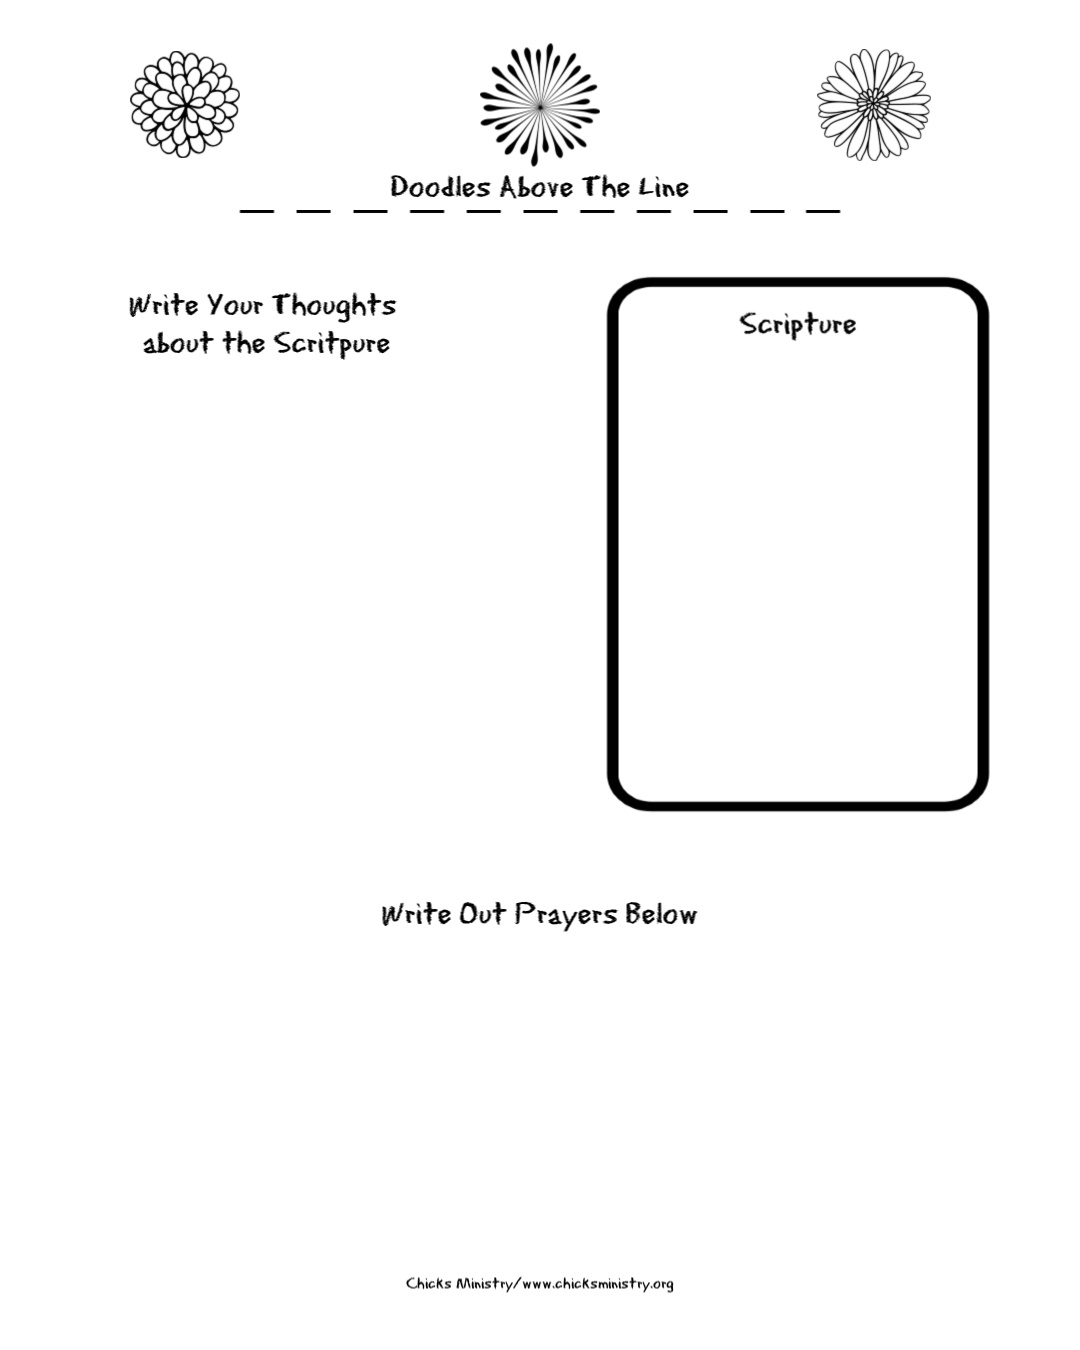 Doodles Above The Line
Write Your Thoughts
about the Scritpure
Scripture
Write Out Prayers Below
Chicks Ministry/www.chicksministry.org